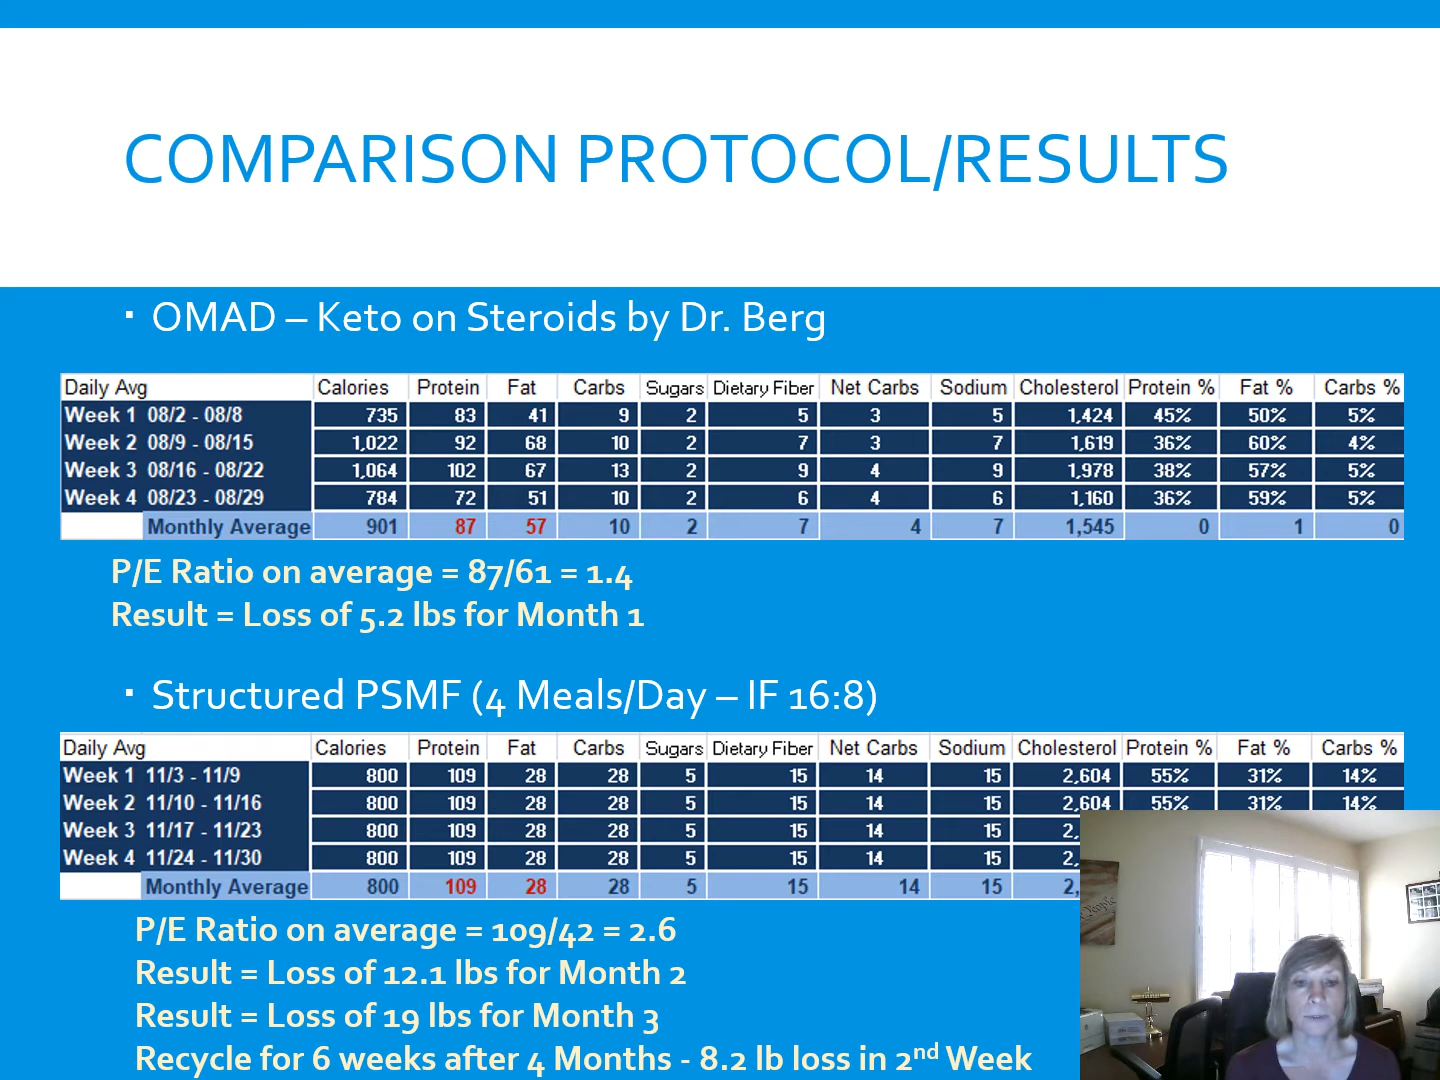 COMPARISON PROTOCOL/RESULTS
▪ OMAD – Keto on Steroids by Dr. Berg
Daily Avg Calories Protein Fat Carbs Sugars Dietary Fiber Net Carbs Sodium Cholesterol Protein % Fat % Carbs %
Week 1 08/2 - 08/8 735 83 41 9 2 5 3 5 1,424 45% 50% 5%
Week 2 08/9 - 08/15 1,022 92 68 10 2 7 3 7 1,619 36% 60% 4%
Week 3 08/16 - 08/22 1,064 102 67 13 2 9 4 9 1,978 38% 57% 5%
Week 4 08/23 - 08/29 784 72 51 10 2 6 4 6 1,160 36% 59% 5%
Monthly Average 901 87 57 10 2 7 4 7 1,545 0 1 0
P/E Ratio on average = 87/61 = 1.4
Result = Loss of 5.2 lbs for Month 1
▪ Structured PSMF (4 Meals/Day – IF 16:8)
Daily Avg Calories Protein Fat Carbs Sugars Dietary Fiber Net Carbs Sodium Cholesterol Protein % Fat % Carbs %
Week 1 11/3 - 11/9 800 109 28 28 5 15 14 15 2,604 55% 31% 14%
Week 2 11/10 - 11/16 800 109 28 28 5 15 14 15 2,604 55% 31% 14%
Week 3 11/17 - 11/23 800 109 28 28 5 15 14 15 2,
Week 4 11/24 - 11/30 800 109 28 28 5 15 14 15 2,
Monthly Average 800 109 28 28 5 15 14 15 2,
P/E Ratio on average = 109/42 = 2.6
Result = Loss of 12.1 lbs for Month 2
Result = Loss of 19 lbs for Month 3
Recycle for 6 weeks after 4 Months - 8.2 lb loss in 2nd Week